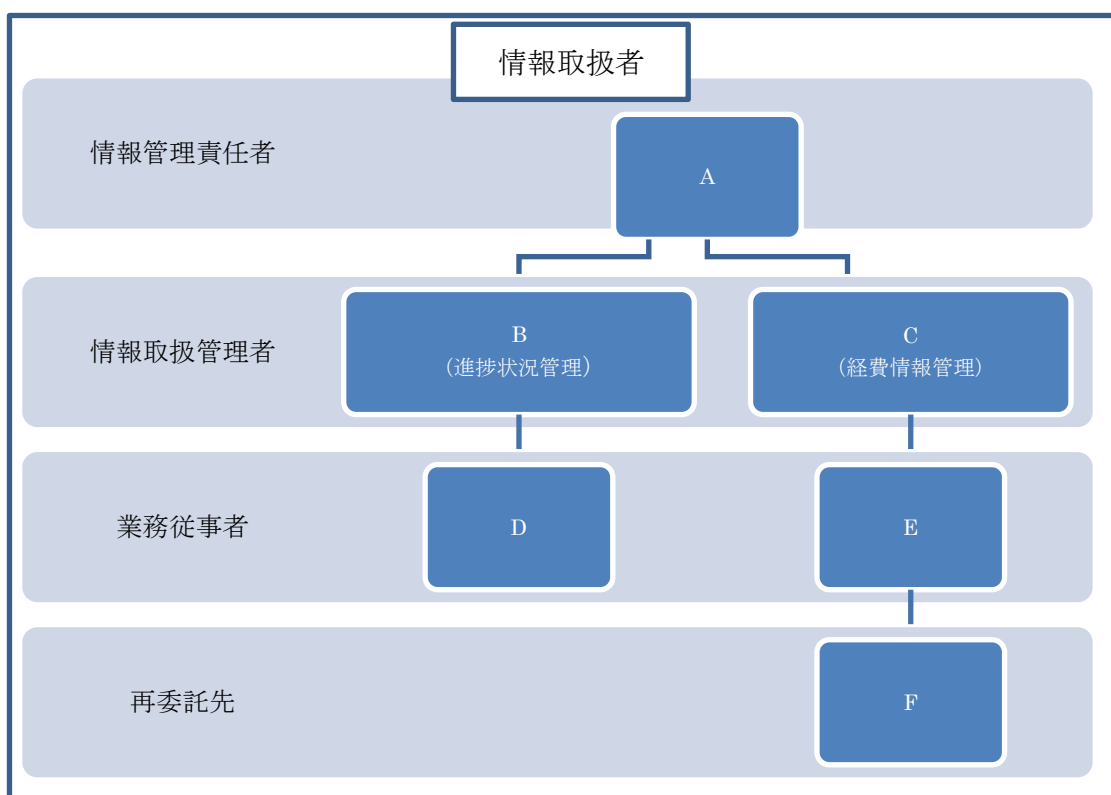 情報取扱者
情報管理責任者
A
情報取扱管理者
B
（進捗状況管理）
C
（経費情報管理）
業務従事者
D
E
再委託先
F